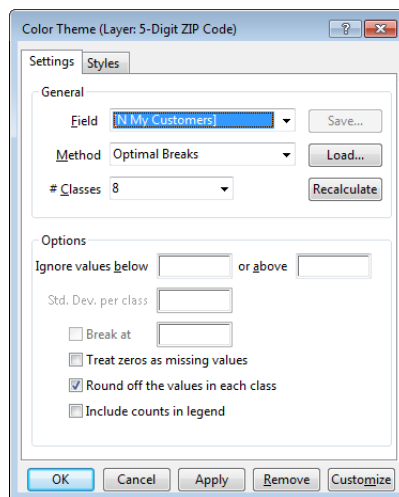 Color Theme (Layer: 5-Digit ZIP Code)
Settings Styles
General
Field [N My Customers] Save...
Method Optimal Breaks Load...
# Classes 8 Recalculate
Options
Ignore values below or above
Std. Dev. per class
Break at
Treat zeros as missing values
Round off the values in each class
Include counts in legend
OK Cancel Apply Remove Customize